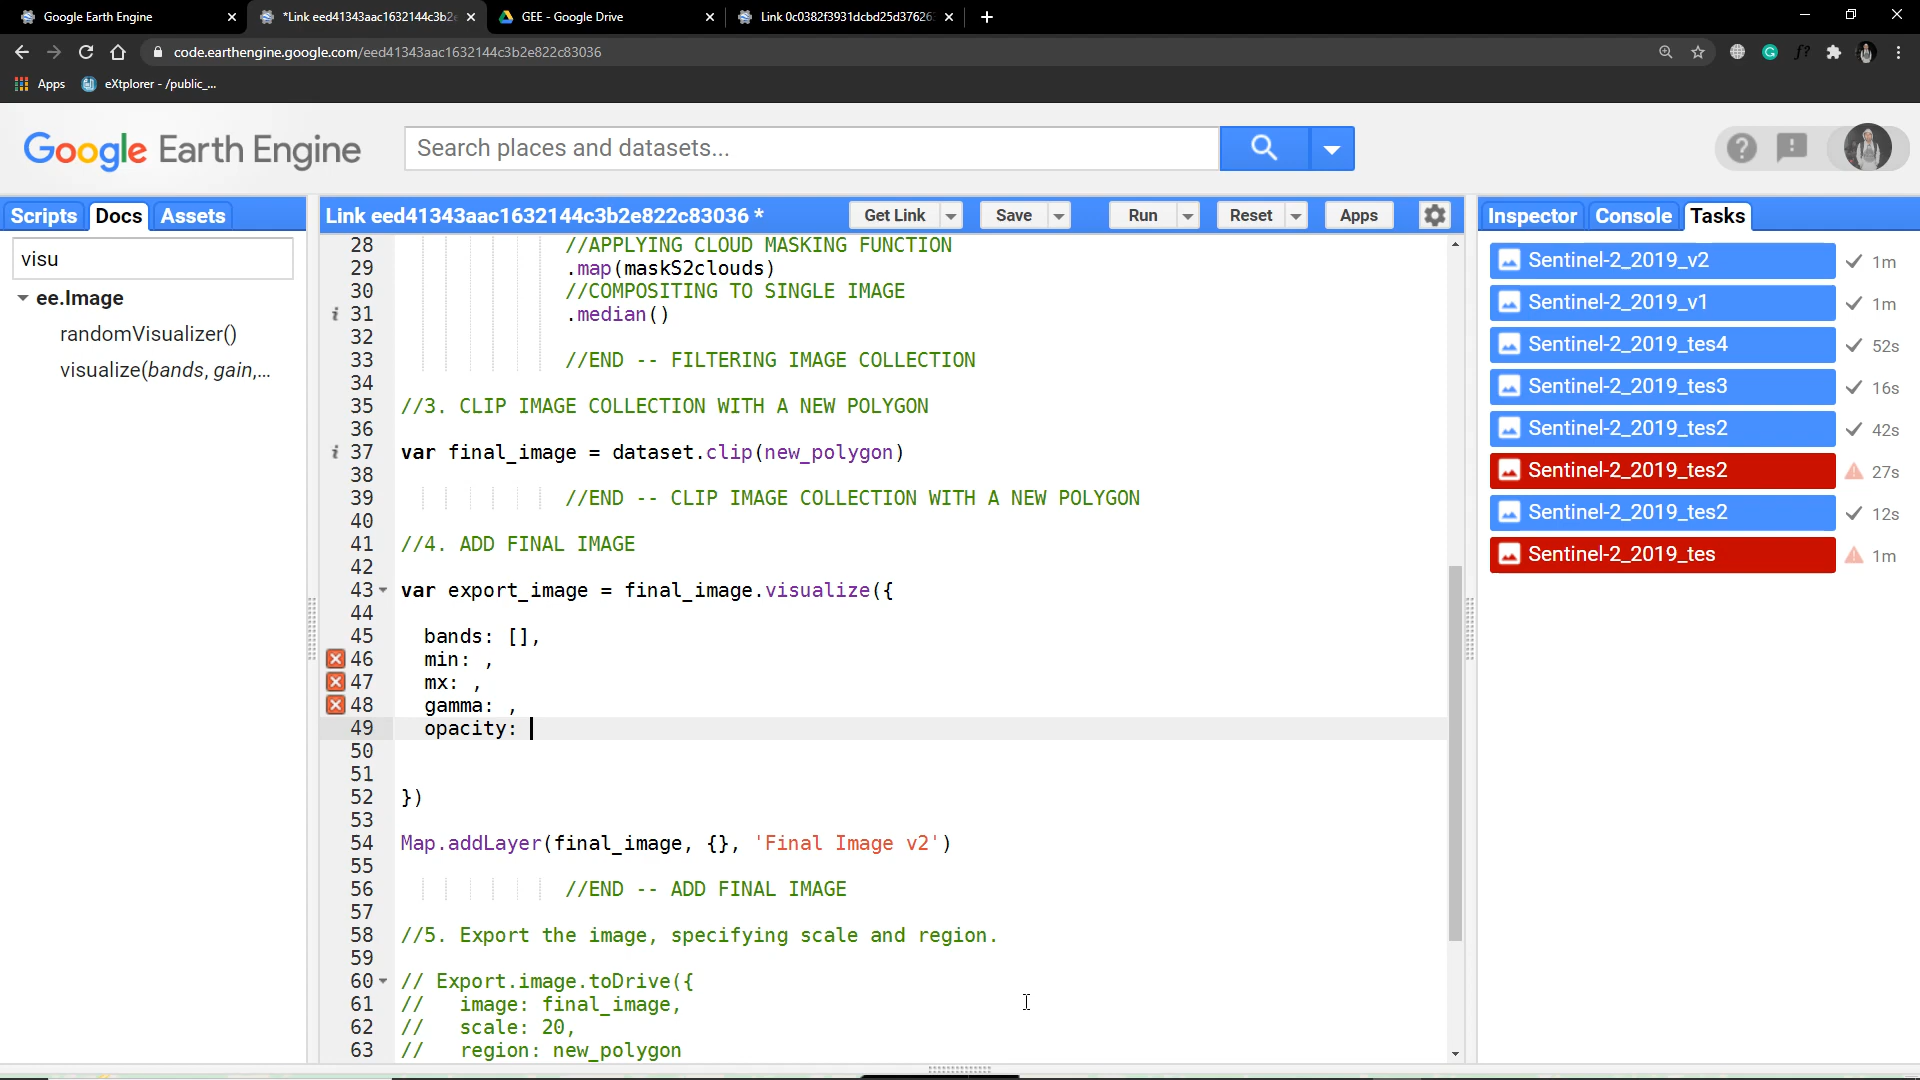 Google Earth Engine
*Link eed41343aac1632144c3b2e
GEE - Google Drive
Link 0c0382f3931dcbd25d37626
code.earthengine.google.com/eed41343aac1632144c3b2e822c83036
Apps
eXtplorer - /public_...
Google Earth Engine
Search places and datasets...
Scripts
Docs
Assets
Link eed41343aac1632144c3b2e822c83036 *
Get Link
Save
Run
Reset
Apps
Inspector
Console
Tasks
visu
ee.Image
randomVisualizer()
visualize(bands, gain,...
28 //APPLYING CLOUD MASKING FUNCTION
29 .map(maskS2clouds)
30 //COMPOSITING TO SINGLE IMAGE
i 31 .median()
32
33 //END -- FILTERING IMAGE COLLECTION
34
35 //3. CLIP IMAGE COLLECTION WITH A NEW POLYGON
36
i 37 var final_image = dataset.clip(new_polygon)
38
39 //END -- CLIP IMAGE COLLECTION WITH A NEW POLYGON
40
41 //4. ADD FINAL IMAGE
42
43 var export_image = final_image.visualize({
44
45 bands: [],
46 min: ,
47 mx: ,
48 gamma: ,
49 opacity:
50
51
52 })
53
54 Map.addLayer(final_image, {}, 'Final Image v2')
55
56 //END -- ADD FINAL IMAGE
57
58 //5. Export the image, specifying scale and region.
59
60 // Export.image.toDrive({
61 // image: final_image,
62 // scale: 20,
63 // region: new_polygon
Sentinel-2_2019_v2 1m
Sentinel-2_2019_v1 1m
Sentinel-2_2019_tes4 52s
Sentinel-2_2019_tes3 16s
Sentinel-2_2019_tes2 42s
Sentinel-2_2019_tes2 27s
Sentinel-2_2019_tes2 12s
Sentinel-2_2019_tes 1m